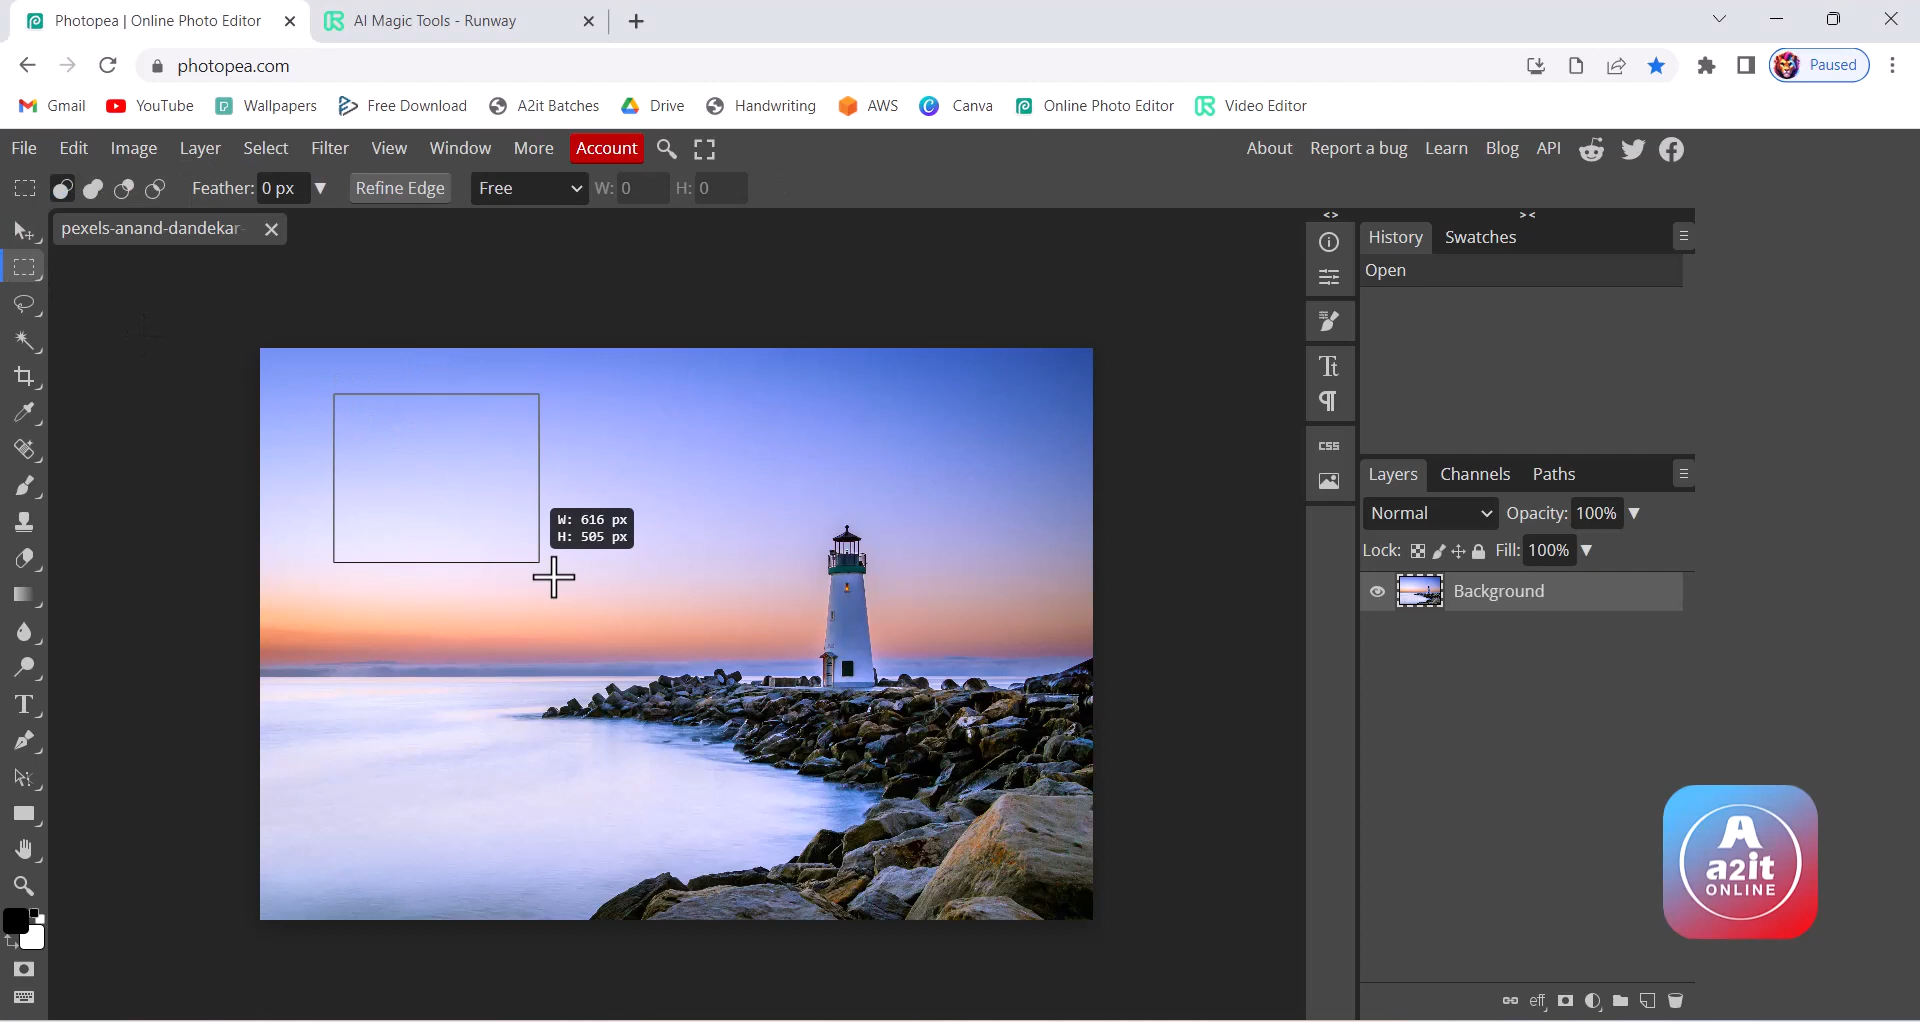 Photopea | Online Photo Editor
AI Magic Tools - Runway
photopea.com
Paused
Gmail YouTube Wallpapers Free Download A2it Batches Drive Handwriting AWS Canva Online Photo Editor Video Editor
File Edit Image Layer Select Filter View Window More Account About Report a bug Learn Blog API
Feather: 0 px Refine Edge Free W: 0 H: 0
pexels-anand-dandekar-
History Swatches
Open
W: 616 px
H: 505 px
CSS
Layers Channels Paths
Normal Opacity: 100%
Lock: Fill: 100%
Background
A
a2it
ONLINE
eff